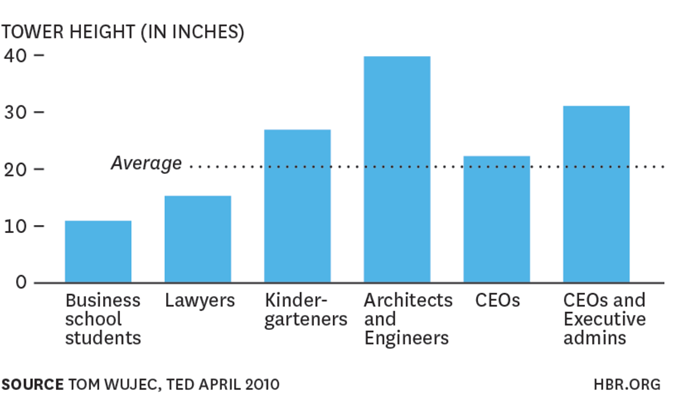 TOWER HEIGHT (IN INCHES)
40
30
Average
20
10
0
Business
school
students
Lawyers
Kinder-
garteners
Architects
and
Engineers
CEOs
CEOs and
Executive
admins
SOURCE TOM WUJEC, TED APRIL 2010
HBR.ORG